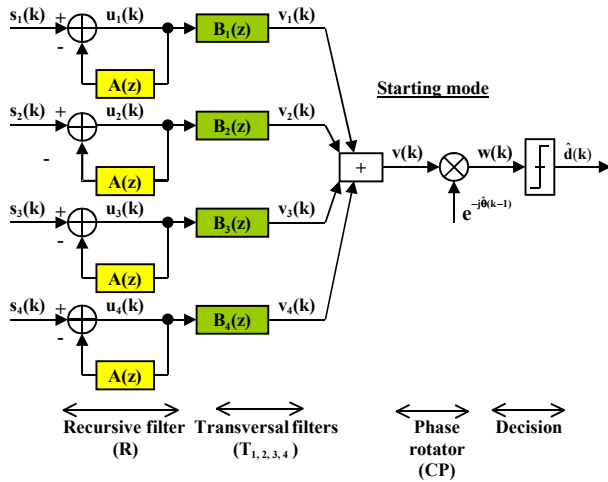 s₁(k) + u₁(k) v₁(k)
B₁(z)
-
A(z)
Starting mode
s₂(k) + u₂(k) v₂(k)
B₂(z)
-
A(z)
+ v(k) w(k) d̂(k)
e^{-jθ̂(k-1)}
s₃(k) + u₃(k) v₃(k)
B₃(z)
-
A(z)
s₄(k) + u₄(k) v₄(k)
B₄(z)
-
A(z)
Recursive filter
(R)
Transversal filters
(T₁, ₂, ₃, ₄ )
Phase
rotator
(CP)
Decision